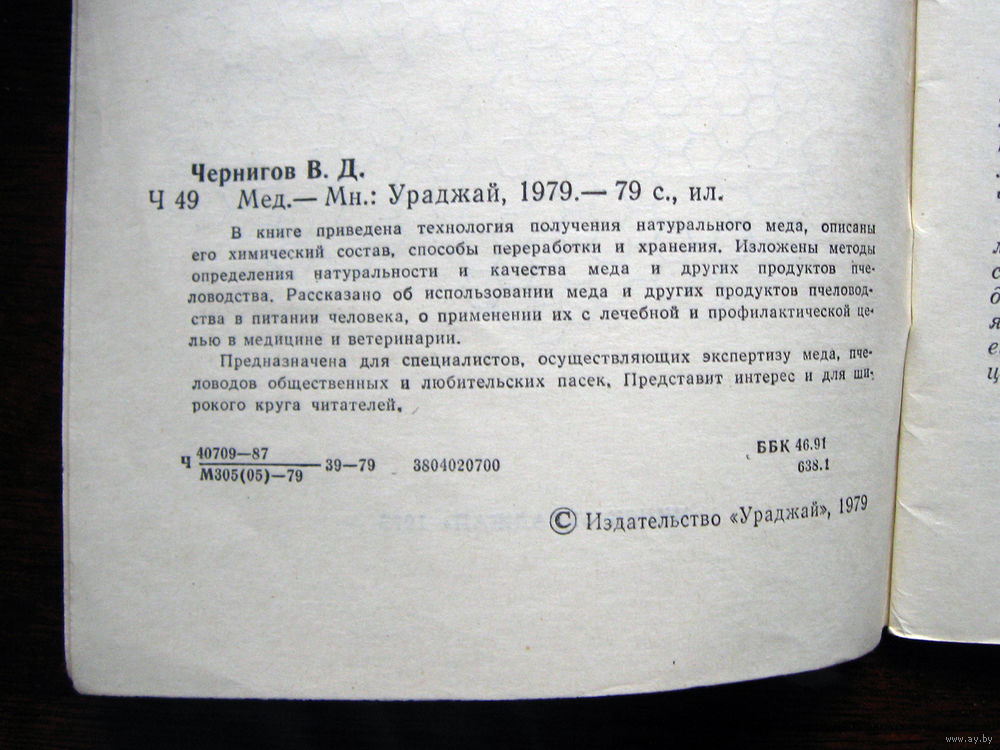 Чернигов В. Д.
Ч 49 Мед.— Мн.: Ураджай, 1979.— 79 с., ил.
В книге приведена технология получения натурального меда, описаны
его химический состав, способы переработки и хранения. Изложены методы
определения натуральности и качества меда и других продуктов пче-
ловодства. Рассказано об использовании меда и других продуктов пчеловод-
ства в питании человека, о применении их с лечебной и профилактической це-
лью в медицине и ветеринарии.
Предназначена для специалистов, осуществляющих экспертизу меда, пче-
ловодов общественных и любительских пасек. Представит интерес и для ши-
рокого круга читателей.
Ч 40709—87
М305(05)—79 39—79 3804020700
ББК 46.91
638.1
© Издательство «Ураджай», 1979
www.ay.by